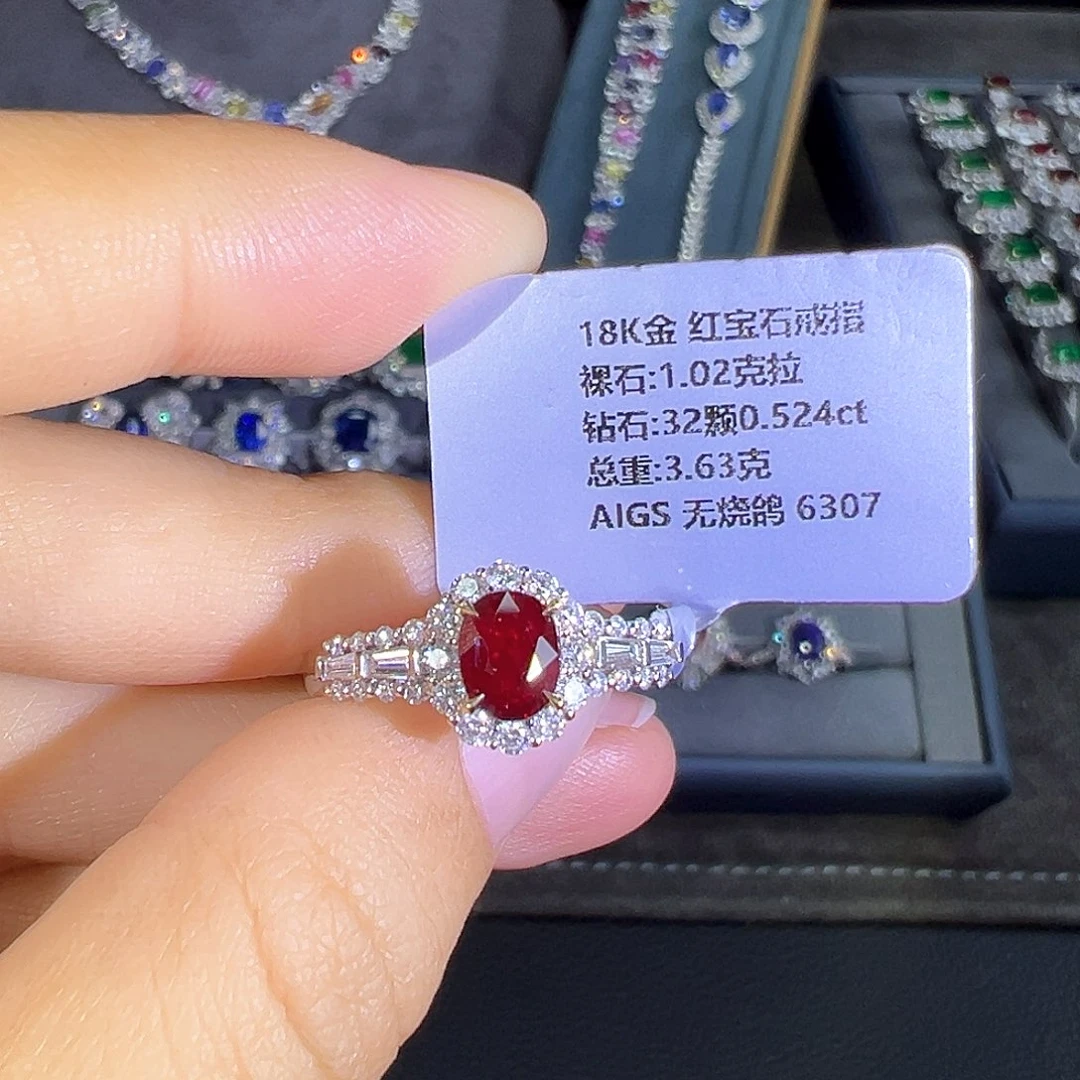 18K金 红宝石戒指
裸石:1.02克拉
钻石:32颗0.524ct
总重:3.63克
AIGS 无烧鸽 6307